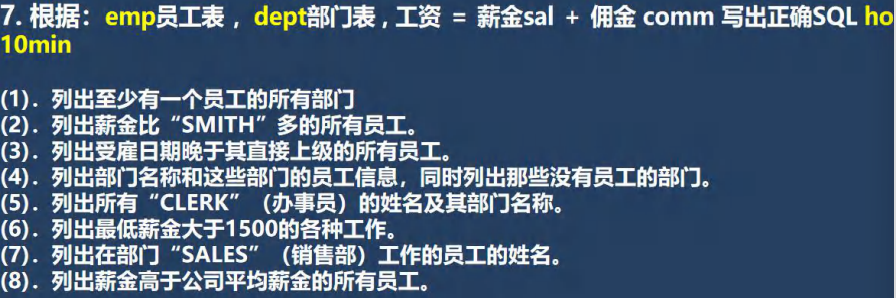 7. 根据：emp员工表 ，dept部门表 , 工资 = 薪金sal + 佣金 comm 写出正确SQL ho
10min
(1). 列出至少有一个员工的所有部门
(2). 列出薪金比“SMITH”多的所有员工。
(3). 列出受雇日期晚于其直接上级的所有员工。
(4). 列出部门名称和这些部门的员工信息，同时列出那些没有员工的部门。
(5). 列出所有“CLERK”（办事员）的姓名及其部门名称。
(6). 列出最低薪金大于1500的各种工作。
(7). 列出在部门“SALES”（销售部）工作的员工的姓名。
(8). 列出薪金高于公司平均薪金的所有员工。